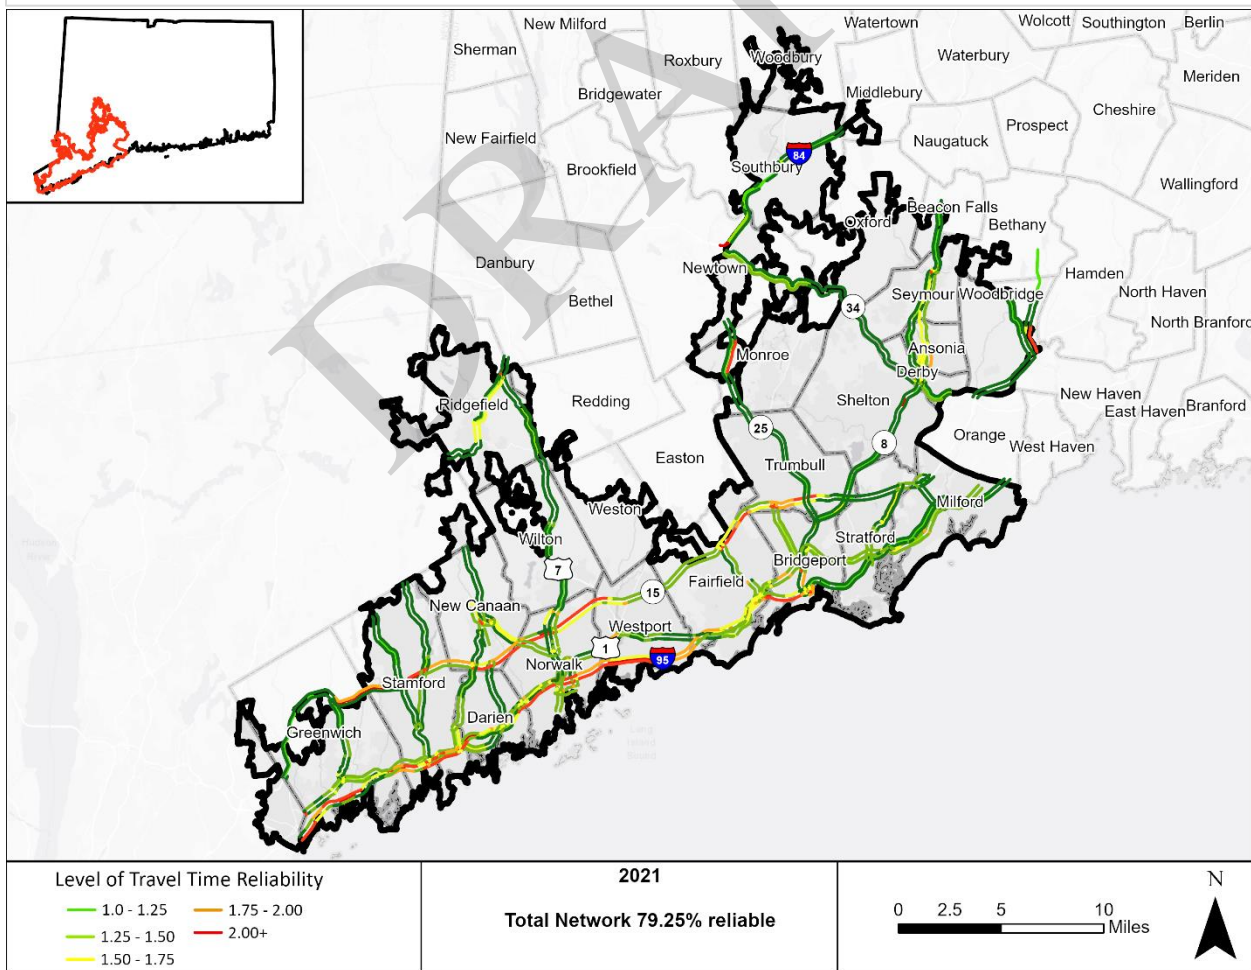 DRA
New Milford
Watertown
Wolcott
Southington
Berlin
Sherman
Roxbury
Woodbury
Waterbury
Meriden
Bridgewater
Middlebury
Cheshire
New Fairfield
Naugatuck
Prospect
Brookfield
84
Southbury
Wallingford
Oxford
Beacon Falls
Bethany
Danbury
Newtown
Hamden
Bethel
34
Seymour
Woodbridge
North Haven
North Branford
Monroe
Ansonia
Derby
Ridgefield
Redding
Shelton
New Haven
East Haven
Branford
25
8
Orange
West Haven
Easton
Trumbull
Weston
Milford
Wilton
Stratford
7
Bridgeport
15
Fairfield
New Canaan
Westport
1
95
Norwalk
Stamford
Darien
Greenwich
Long
Island
Sound
Level of Travel Time Reliability
1.0 - 1.25
1.25 - 1.50
1.50 - 1.75
1.75 - 2.00
2.00+
2021
Total Network 79.25% reliable
0 2.5 5 10
Miles
N